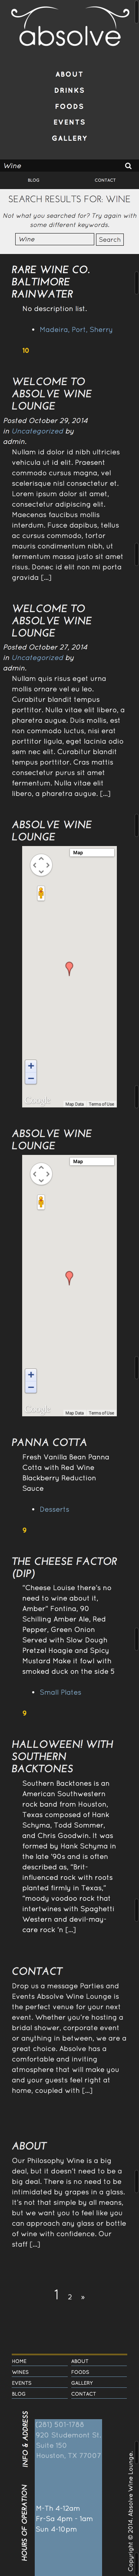 absolve
ABOUT
DRINKS
FOODS
EVENTS
GALLERY
Wine
BLOG CONTACT
SEARCH RESULTS FOR: WINE
Not what you searched for? Try again with
some different keywords.
Wine Search
RARE WINE CO.
BALTIMORE
RAINWATER
No description list.
Madeira, Port, Sherry
10
WELCOME TO
ABSOLVE WINE
LOUNGE
Posted October 29, 2014
in Uncategorized by
admin.
Nullam id dolor id nibh ultricies
vehicula ut id elit. Praesent
commodo cursus magna, vel
scelerisque nisl consectetur et.
Lorem ipsum dolor sit amet,
consectetur adipiscing elit.
Maecenas faucibus mollis
interdum. Fusce dapibus, tellus
ac cursus commodo, tortor
mauris condimentum nibh, ut
fermentum massa justo sit amet
risus. Donec id elit non mi porta
gravida […]
WELCOME TO
ABSOLVE WINE
LOUNGE
Posted October 27, 2014
in Uncategorized by
admin.
Nullam quis risus eget urna
mollis ornare vel eu leo.
Curabitur blandit tempus
porttitor. Nulla vitae elit libero, a
pharetra augue. Duis mollis, est
non commodo luctus, nisi erat
porttitor ligula, eget lacinia odio
sem nec elit. Curabitur blandit
tempus porttitor. Cras mattis
consectetur purus sit amet
fermentum. Nulla vitae elit
libero, a pharetra augue. […]
ABSOLVE WINE
LOUNGE
Map
Google
Map Data Terms of Use
ABSOLVE WINE
LOUNGE
Map
Google
Map Data Terms of Use
PANNA COTTA
Fresh Vanilla Bean Panna
Cotta with Red Wine
Blackberry Reduction
Sauce
Desserts
9
THE CHEESE FACTOR
(DIP)
“Cheese Louise there’s no
need to wine about it,
Amber” Fontina, 90
Schilling Amber Ale, Red
Pepper, Green Onion
Served with Slow Dough
Pretzel Hoagie and Spicy
Mustard Make it fowl with
smoked duck on the side 5
Small Plates
9
HALLOWEEN! WITH
SOUTHERN
BACKTONES
Southern Backtones is an
American Southwestern
rock band from Houston,
Texas composed of Hank
Schyma, Todd Sommer,
and Chris Goodwin. It was
formed by Hank Schyma in
the late '90s and is often
described as, “Brit-
influenced rock with roots
planted firmly in Texas,”
“moody voodoo rock that
intertwines with Spaghetti
Western and devil-may-
care rock 'n […]
CONTACT
Drop us a message Parties and
Events Absolve Wine Lounge is
the perfect venue for your next
event. Whether you’re hosting a
bridal shower, corporate event
or anything in between, we are a
great choice. Absolve has a
comfortable and inviting
atmosphere that will make you
and your guests feel right at
home, coupled with […]
ABOUT
Our Philosophy Wine is a big
deal, but it doesn’t need to be a
big deal. There is no need to be
intimidated by grapes in a glass.
It’s not that simple by all means,
but we want you to feel like you
can approach any glass or bottle
of wine with confidence. Our
staff […]
1 2 »
HOME ABOUT
WINES FOODS
EVENTS GALLERY
BLOG CONTACT
INFO & ADDRESS
(281) 501-1788
920 Studemont St.
Suite 150
Houston, TX 77007
HOURS OF OPERATION
M-Th 4-12am
Fr-Sa 4pm - 1am
Sun 4-10pm
Copyright © 2014. Absolve Wine Lounge.